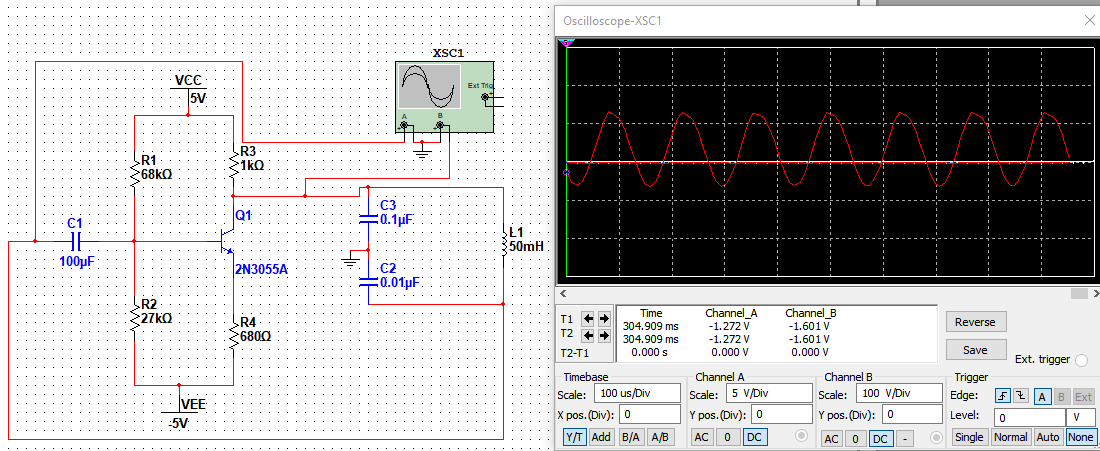 XSC1
Ext Trig
+
A
B
VCC
5V
R1
68kΩ
R3
1kΩ
C1
100µF
Q1
2N3055A
C3
0.1µF
L1
50mH
C2
0.01µF
R2
27kΩ
R4
680Ω
VEE
-5V
Oscilloscope-XSC1
Time Channel_A Channel_B
T1 304.909 ms -1.272 V -1.601 V
T2 304.909 ms -1.272 V -1.601 V
T2-T1 0.000 s 0.000 V 0.000 V
Reverse
Save
Ext. trigger
Timebase
Scale: 100 us/Div
X pos.(Div): 0
Y/T Add B/A A/B
Channel A
Scale: 5 V/Div
Y pos.(Div): 0
AC 0 DC
Channel B
Scale: 100 V/Div
Y pos.(Div): 0
AC 0 DC -
Trigger
Edge: A B Ext
Level: 0 V
Single Normal Auto None